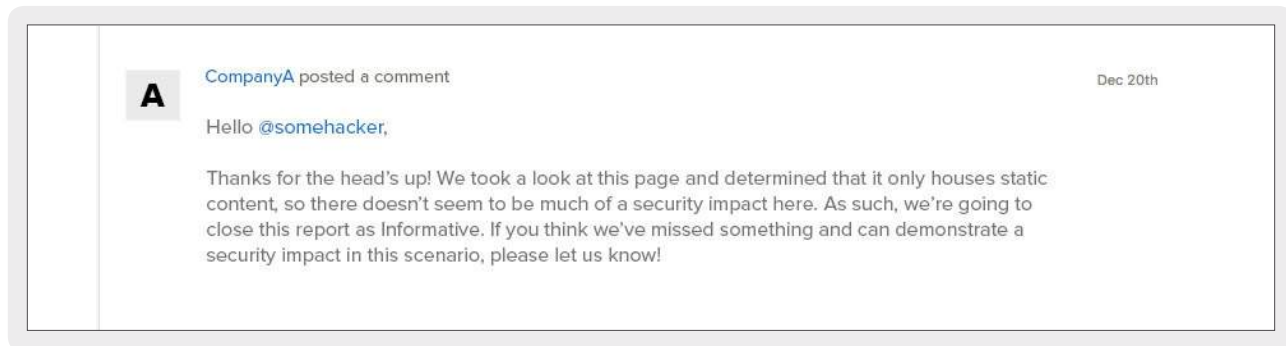 CompanyA posted a comment
Dec 20th
A
Hello @somehacker,
Thanks for the head’s up! We took a look at this page and determined that it only houses static
content, so there doesn’t seem to be much of a security impact here. As such, we’re going to
close this report as Informative. If you think we’ve missed something and can demonstrate a
security impact in this scenario, please let us know!